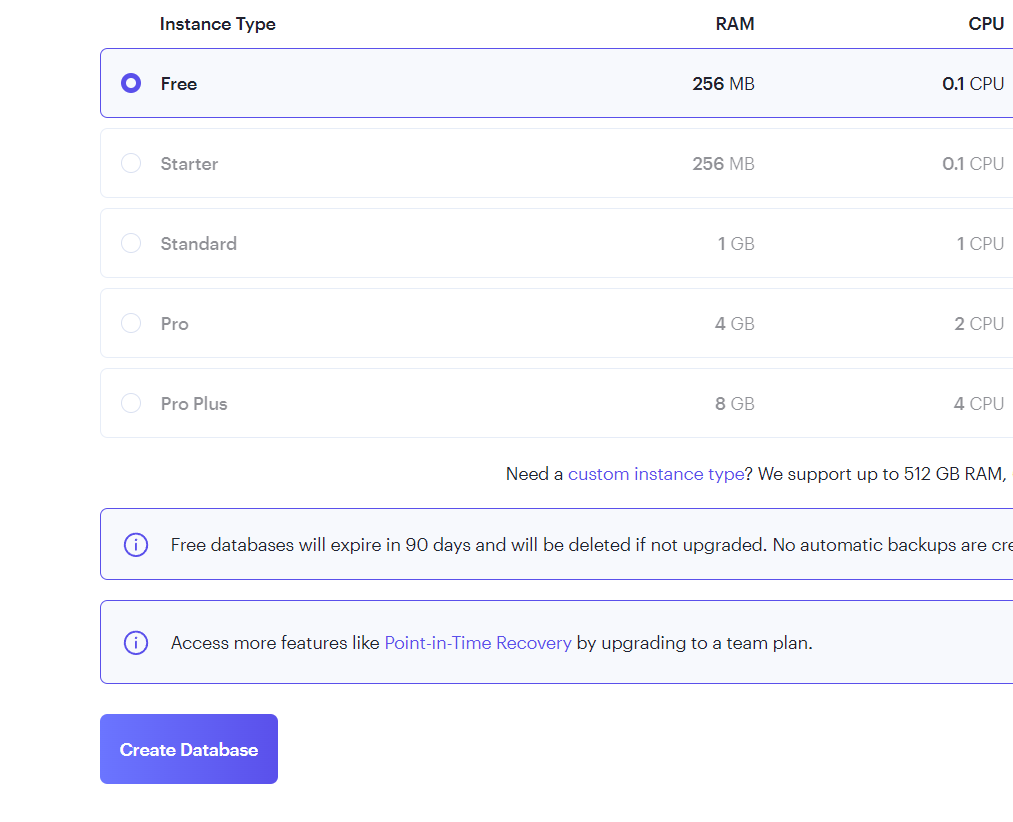 Instance Type RAM CPU
Free 256 MB 0.1 CPU
Starter 256 MB 0.1 CPU
Standard 1 GB 1 CPU
Pro 4 GB 2 CPU
Pro Plus 8 GB 4 CPU
Need a custom instance type? We support up to 512 GB RAM,
Free databases will expire in 90 days and will be deleted if not upgraded. No automatic backups are
Access more features like Point-in-Time Recovery by upgrading to a team plan.
Create Database